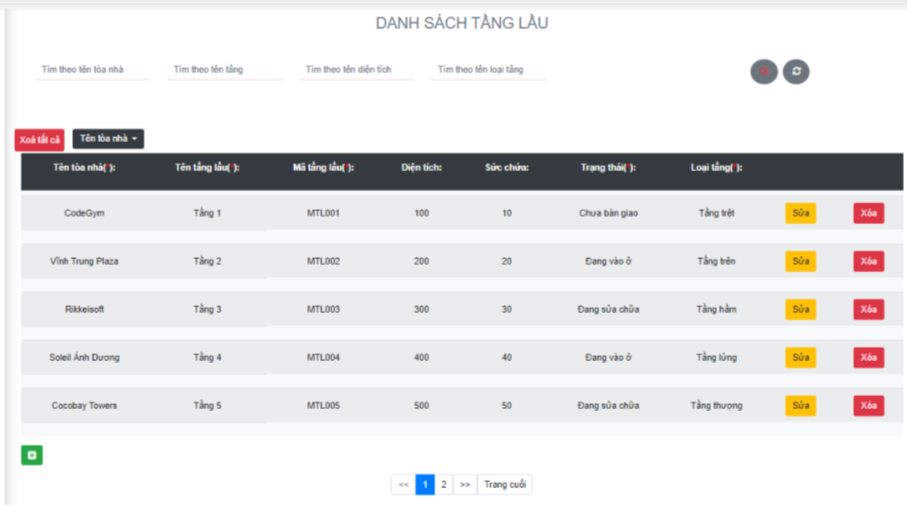 DANH SÁCH TẦNG LẦU
Tìm theo tên tòa nhà Tìm theo tên tầng Tìm theo tên diện tích Tìm theo tên loại tầng
Xoá tất cả Tên tòa nhà
Tên tòa nhà(*): Tên tầng lầu(*): Mã tầng lầu(*): Diện tích: Sức chứa: Trạng thái(*): Loại tầng(*):
CodeGym Tầng 1 MTL001 100 10 Chưa bàn giao Tầng trệt Sửa Xóa
Vĩnh Trung Plaza Tầng 2 MTL002 200 20 Đang vào ở Tầng trên Sửa Xóa
Rikkeisoft Tầng 3 MTL003 300 30 Đang sửa chữa Tầng hầm Sửa Xóa
Soleil Ánh Dương Tầng 4 MTL004 400 40 Đang vào ở Tầng lửng Sửa Xóa
Cocobay Towers Tầng 5 MTL005 500 50 Đang sửa chữa Tầng thượng Sửa Xóa
<< 1 2 >> Trang cuối